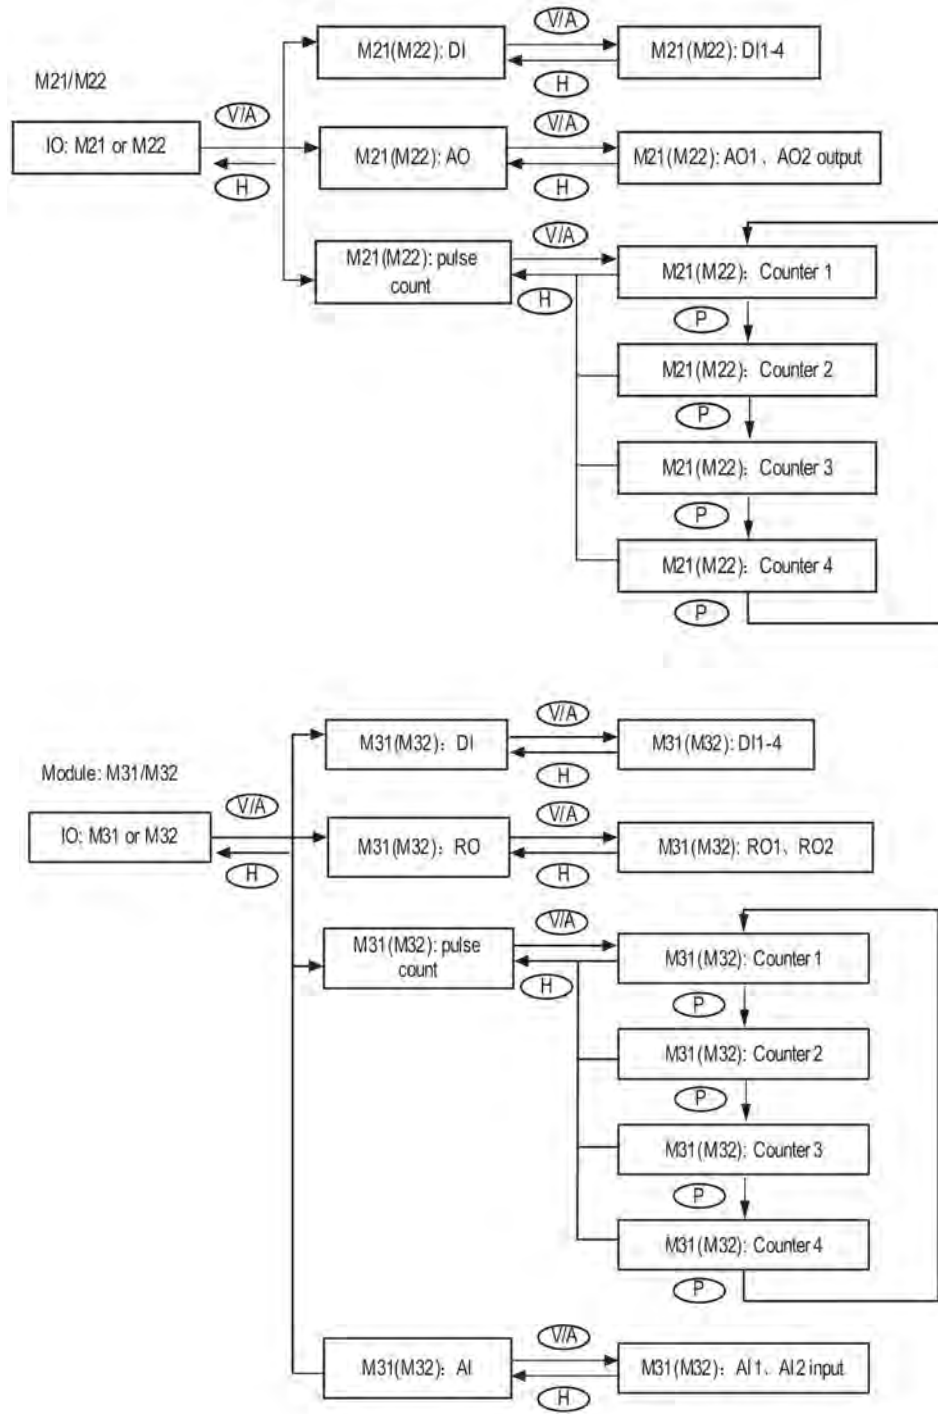 V/A
M21(M22): DI
M21(M22): DI1-4
H
M21/M22
V/A
V/A
IO: M21 or M22
M21(M22): AO
M21(M22): AO1、AO2 output
H
H
V/A
M21(M22): pulse
count
M21(M22): Counter 1
H
P
M21(M22): Counter 2
P
M21(M22): Counter 3
P
M21(M22): Counter 4
P
V/A
M31(M32): DI
M31(M32): DI1-4
H
Module: M31/M32
V/A
V/A
IO: M31 or M32
M31(M32): RO
M31(M32): RO1、RO2
H
H
V/A
M31(M32): pulse
count
M31(M32): Counter 1
H
P
M31(M32): Counter 2
P
M31(M32): Counter 3
P
M31(M32): Counter 4
P
V/A
M31(M32): AI
M31(M32): AI1、AI2 input
H